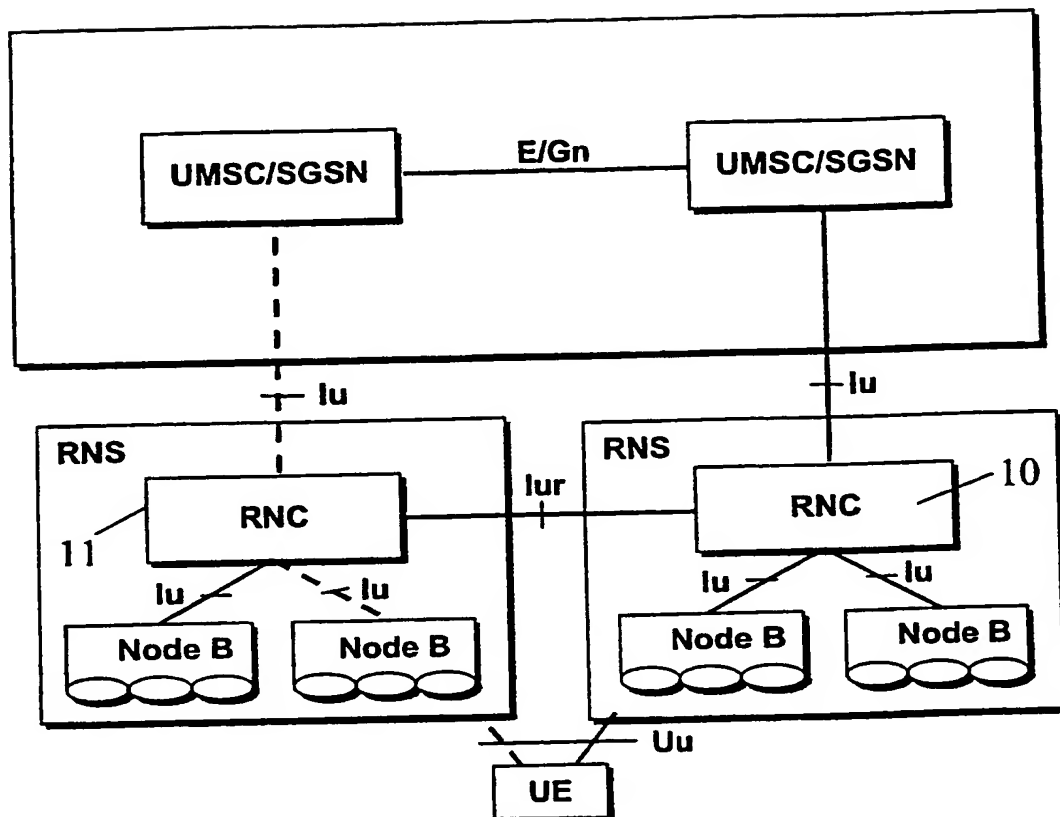 UMSC/SGSN
E/Gn
UMSC/SGSN
Iu
Iu
RNS
RNS
RNC
Iur
RNC
10
11
Iu
Iu
Iu
Iu
Node B
Node B
Node B
Node B
Uu
UE